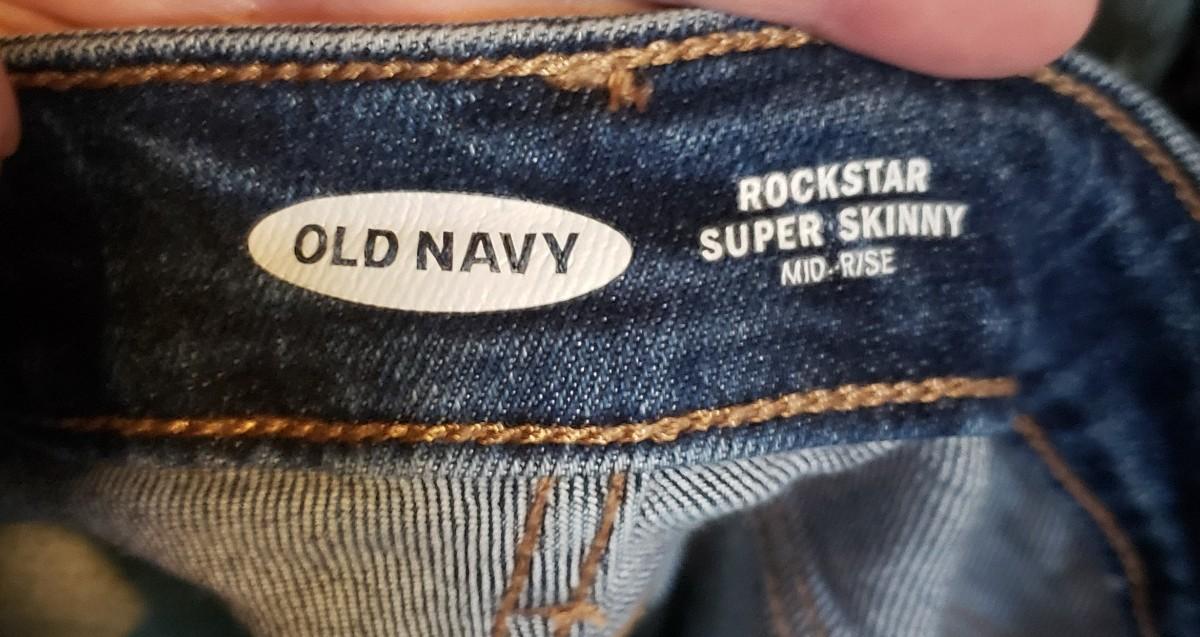 OLD NAVY
ROCKSTAR
SUPER SKINNY
MID-RISE